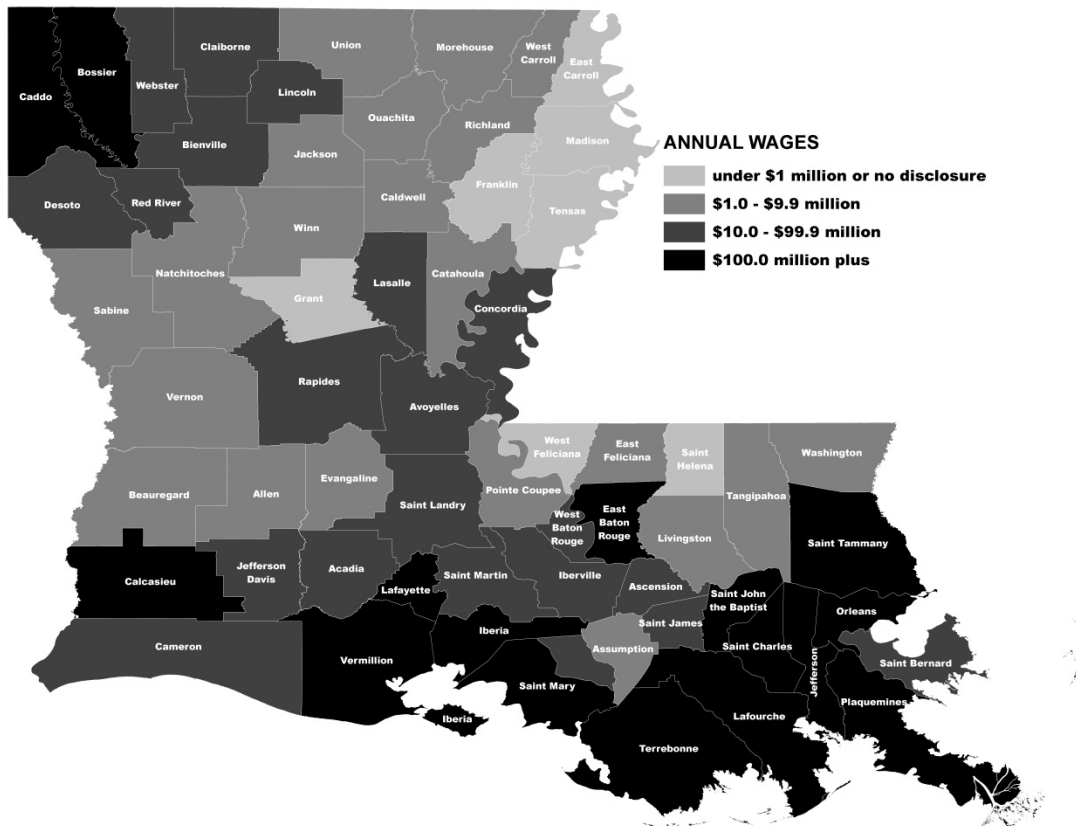 Caddo
Bossier
Webster
Claiborne
Lincoln
Bienville
Union
Morehouse
West
Carroll
East
Carroll
Ouachita
Richland
Madison
Jackson
Franklin
Caldwell
Tensas
Desoto
Red River
Winn
Natchitoches
Sabine
Grant
Lasalle
Catahoula
Concordia
Vernon
Rapides
Avoyelles
ANNUAL WAGES
under $1 million or no disclosure
$1.0 - $9.9 million
$10.0 - $99.9 million
$100.0 million plus
Beauregard
Allen
Evangaline
Saint Landry
Pointe Coupee
West
Feliciana
East
Feliciana
Saint
Helena
Tangipahoa
Washington
West
Baton
Rouge
East
Baton
Rouge
Livingston
Saint Tammany
Calcasieu
Jefferson
Davis
Acadia
Lafayette
Saint Martin
Iberville
Ascension
Saint John
the Baptist
Orleans
Cameron
Vermillion
Iberia
Iberia
Saint Mary
Assumption
Saint James
Saint Charles
Jefferson
Saint Bernard
Plaquemines
Lafourche
Terrebonne